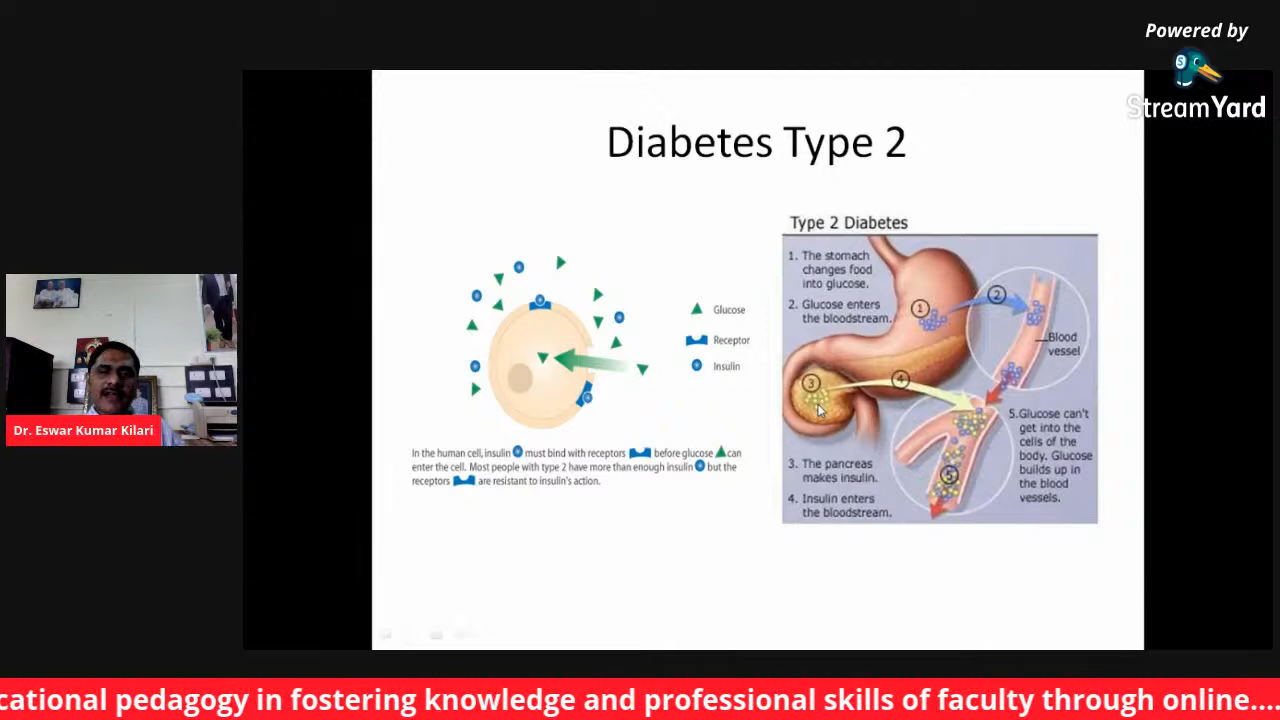 Powered by
StreamYard
Diabetes Type 2
Glucose
Receptor
Insulin
In the human cell, insulin must bind with receptors before glucose can
enter the cell. Most people with type 2 have more than enough insulin but the
receptors are resistant to insulin's action.
Type 2 Diabetes
1. The stomach
changes food
into glucose.
2. Glucose enters
the bloodstream.
1
2
Blood
vessel
3
4
5.Glucose can't
get into the
cells of the
body. Glucose
builds up in
the blood
vessels.
5
3. The pancreas
makes insulin.
4. Insulin enters
the bloodstream.
Dr. Eswar Kumar Kilari
cational pedagogy in fostering knowledge and professional skills of faculty through online....